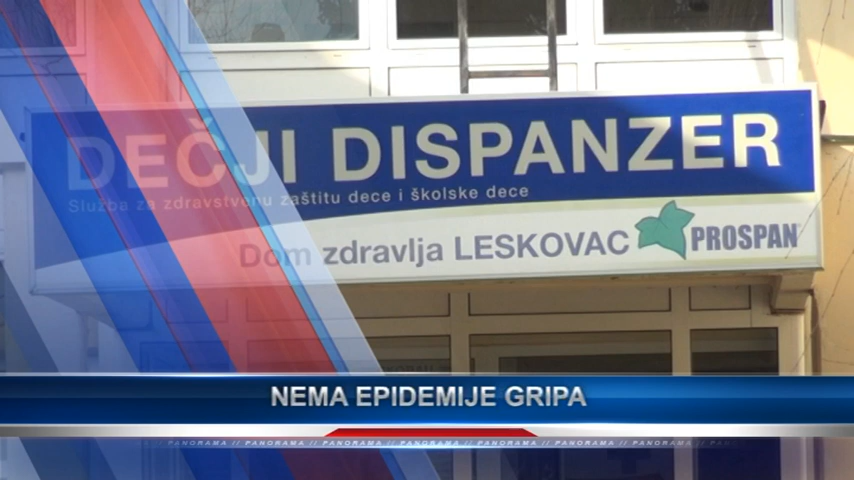 DEČJI DISPANZER
Služba za zdravstvenu zaštitu dece i školske dece
Dom zdravlja LESKOVAC
PROSPAN
NEMA EPIDEMIJE GRIPA
PANORAMA // PANORAMA // PANORAMA // PANORAMA // PANORAMA // PANORAMA // PANORAMA // PANORAMA